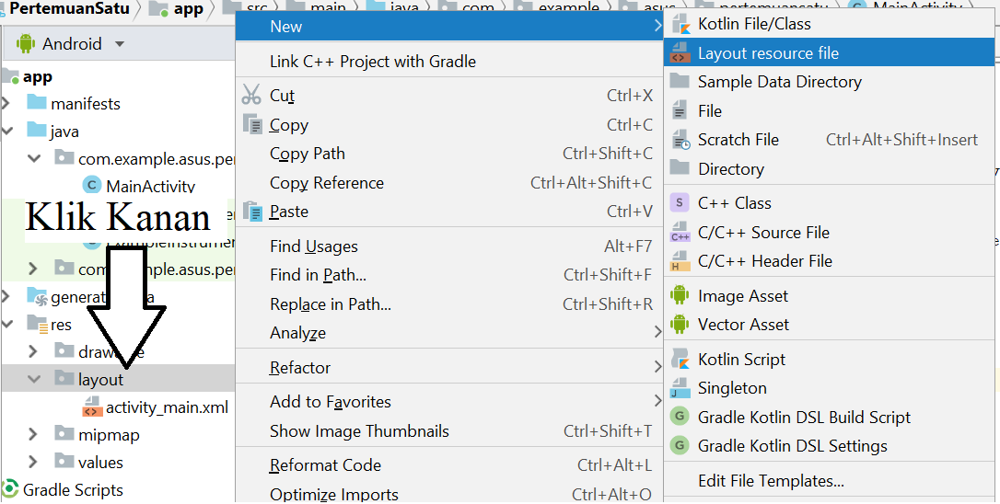 PertemuanSatu app src main java com example asus pertemuansatu MainActivity
Android
app
manifests
java
com.example.asus.per
MainActivity
Klik Kanan
ExampleInstrumer
com.example.asus.per
generat
res
layout
activity_main.xml
mipmap
values
Gradle Scripts
New
Link C++ Project with Gradle
Cut Ctrl+X
Copy Ctrl+C
Copy Path Ctrl+Shift+C
Copy Reference Ctrl+Alt+Shift+C
Paste Ctrl+V
Find Usages Alt+F7
Find in Path... Ctrl+Shift+F
Replace in Path... Ctrl+Shift+R
Analyze
Refactor
Add to Favorites
Show Image Thumbnails Ctrl+Shift+T
Reformat Code Ctrl+Alt+L
Optimize Imports Ctrl+Alt+O
Kotlin File/Class
Layout resource file
Sample Data Directory
File
Scratch File Ctrl+Alt+Shift+Insert
Directory
C++ Class
C/C++ Source File
C/C++ Header File
Image Asset
Vector Asset
Kotlin Script
Singleton
Gradle Kotlin DSL Build Script
Gradle Kotlin DSL Settings
Edit File Templates...